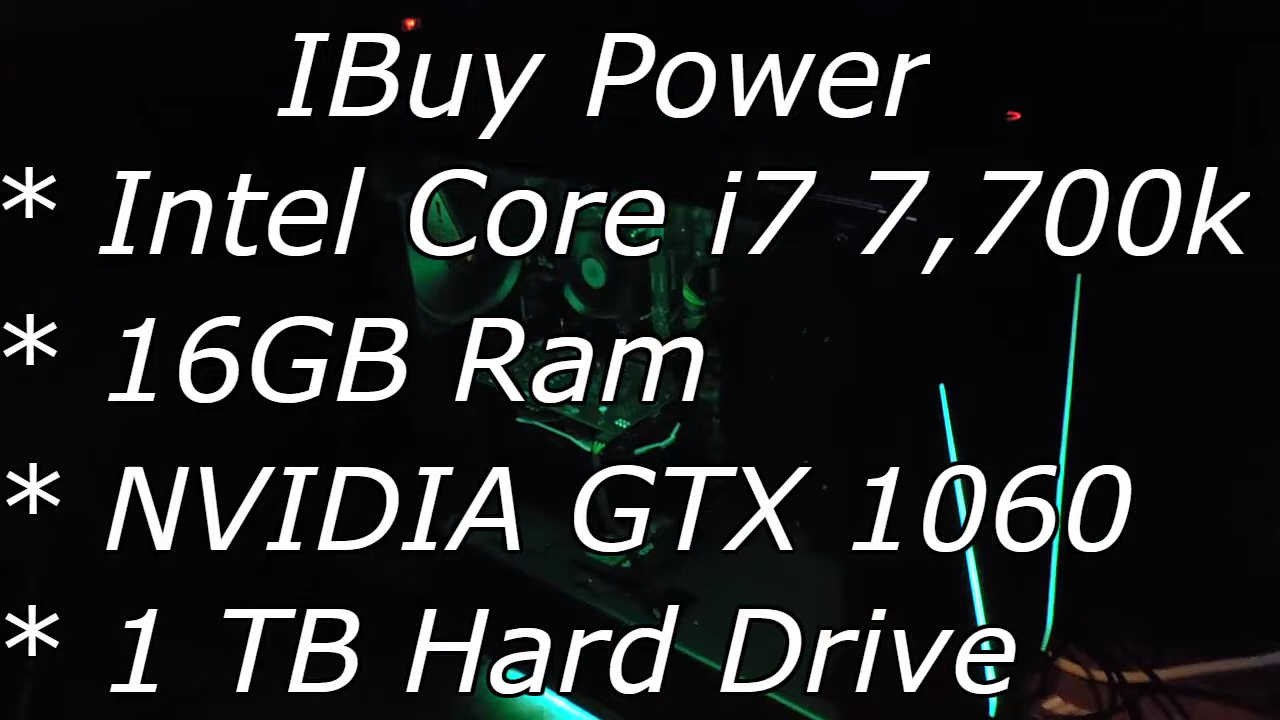 IBuy Power
* Intel Core i7 7,700k
* 16GB Ram
* NVIDIA GTX 1060
* 1 TB Hard Drive